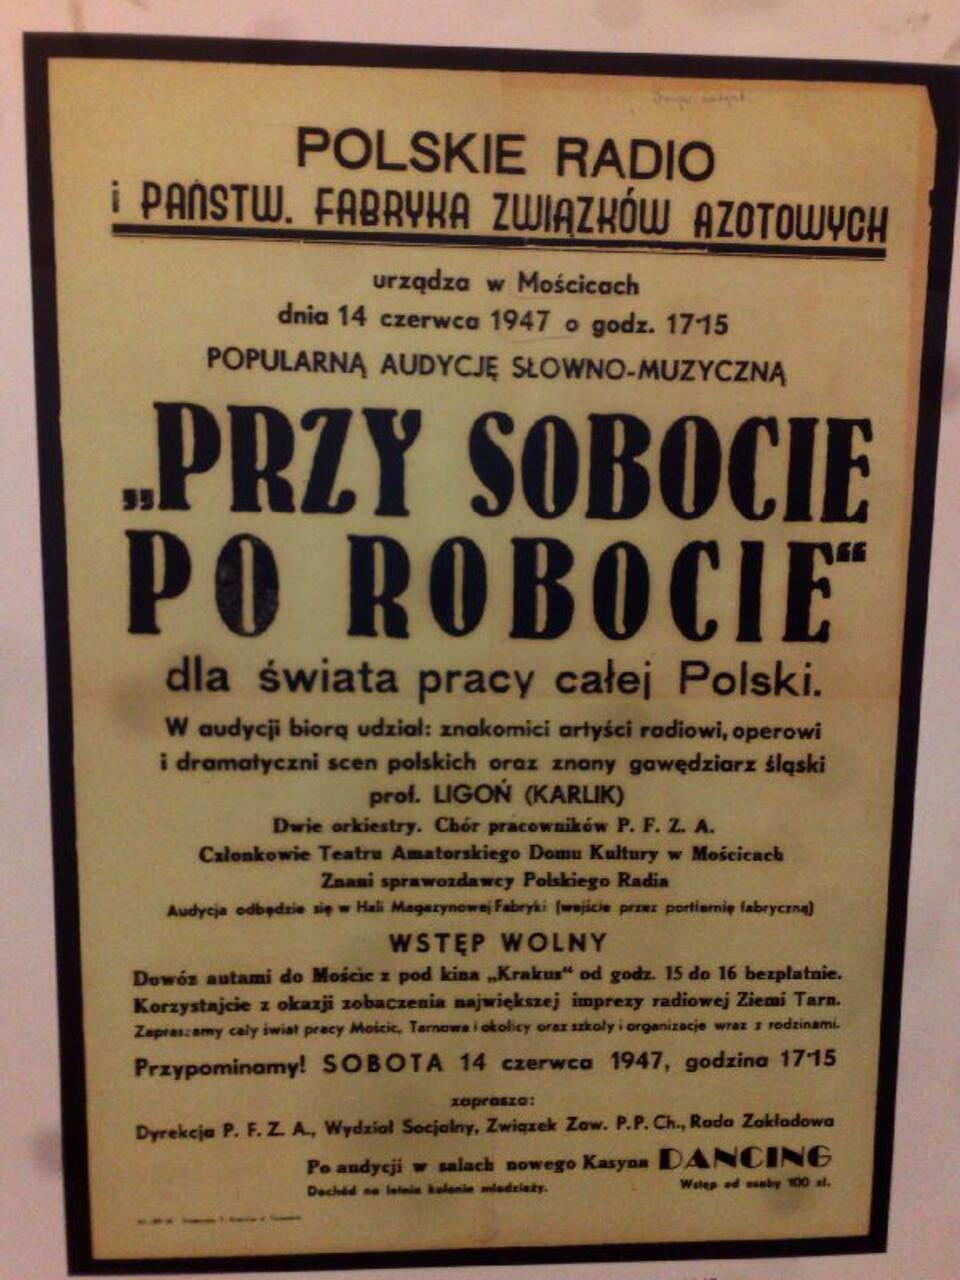 POLSKIE RADIO
i PAŃSTW. FABRYKA ZWIĄZKÓW AZOTOWYCH
urządza w Mościcach
dnia 14 czerwca 1947 o godz. 17·15
POPULARNĄ AUDYCJĘ SŁOWNO-MUZYCZNĄ
„PRZY SOBOCIE
PO ROBOCIE“
dla świata pracy całej Polski.
W audycji biorą udział: znakomici artyści radiowi, operowi
i dramatyczni scen polskich oraz znany gawędziarz śląski
prof. LIGOŃ (KARLIK)
Dwie orkiestry. Chór pracowników P. F. Z. A.
Członkowie Teatru Amatorskiego Domu Kultury w Mościcach
Znani sprawozdawcy Polskiego Radia
Audycja odbędzie się w Hali Magazynowej Fabryki (wejście przez portiernię fabryczną)
WSTĘP WOLNY
Dowóz autami do Mościc z pod kina „Krakus“ od godz. 15 do 16 bezpłatnie.
Korzystajcie z okazji zobaczenia największej imprezy radiowej Ziemi Tarn.
Zapraszamy cały świat pracy Mościc, Tarnowa i okolicy oraz szkoły i organizacje wraz z rodzinami.
Przypominamy! SOBOTA 14 czerwca 1947, godzina 17·15
zaprasza:
Dyrekcja P. F. Z. A., Wydział Socjalny, Związek Zaw. P. P. Ch., Rada Zakładowa
Po audycji w salach nowego Kasyna DANCING
Dochód na letnie kolonie młodzieży. Wstęp od osoby 100 zł.